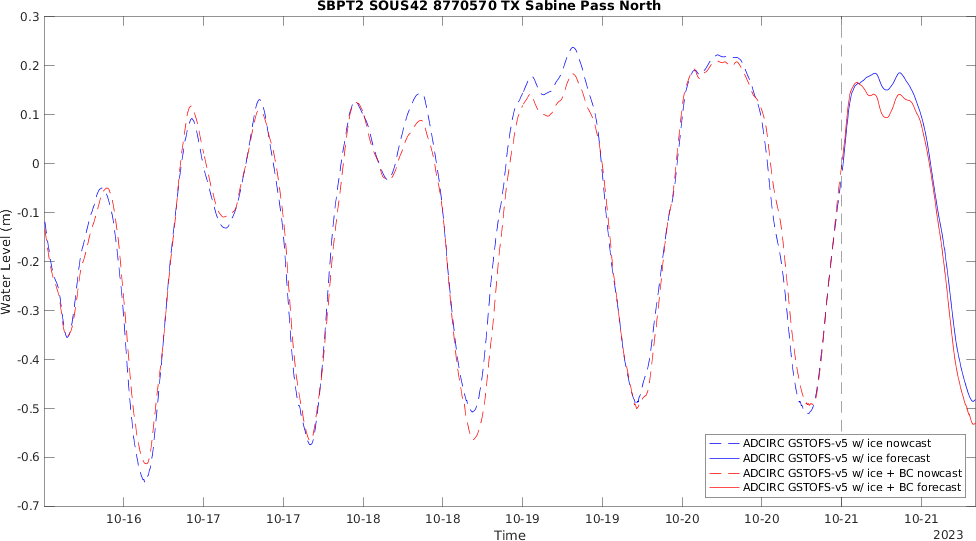 SBPT2 SOUS42 8770570 TX Sabine Pass North
0.3
0.2
0.1
0
-0.1
-0.2
-0.3
-0.4
-0.5
-0.6
-0.7
Water Level (m)
ADCIRC GSTOFS-v5 w/ ice nowcast
ADCIRC GSTOFS-v5 w/ ice forecast
ADCIRC GSTOFS-v5 w/ ice + BC nowcast
ADCIRC GSTOFS-v5 w/ ice + BC forecast
10-16 10-17 10-17 10-18 10-18 10-19 10-19 10-20 10-20 10-21 10-21
Time
2023